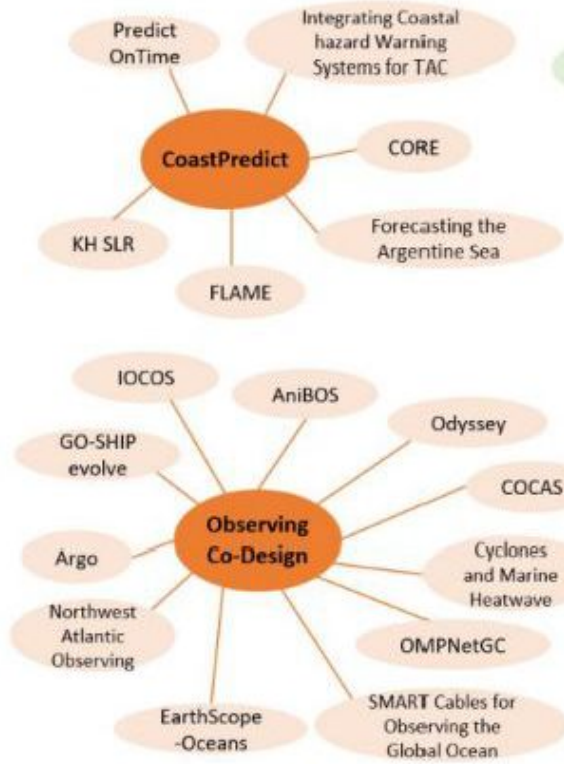 Predict
OnTime
Integrating Coastal
hazard Warning
Systems for TAC
CoastPredict
CORE
KH SLR
Forecasting the
Argentine Sea
FLAME
IOCOS
AniBOS
Odyssey
GO-SHIP
evolve
COCAS
Observing
Co-Design
Argo
Cyclones
and Marine
Heatwave
Northwest
Atlantic
Observing
OMPNetGC
EarthScope
-Oceans
SMART Cables for
Observing the
Global Ocean